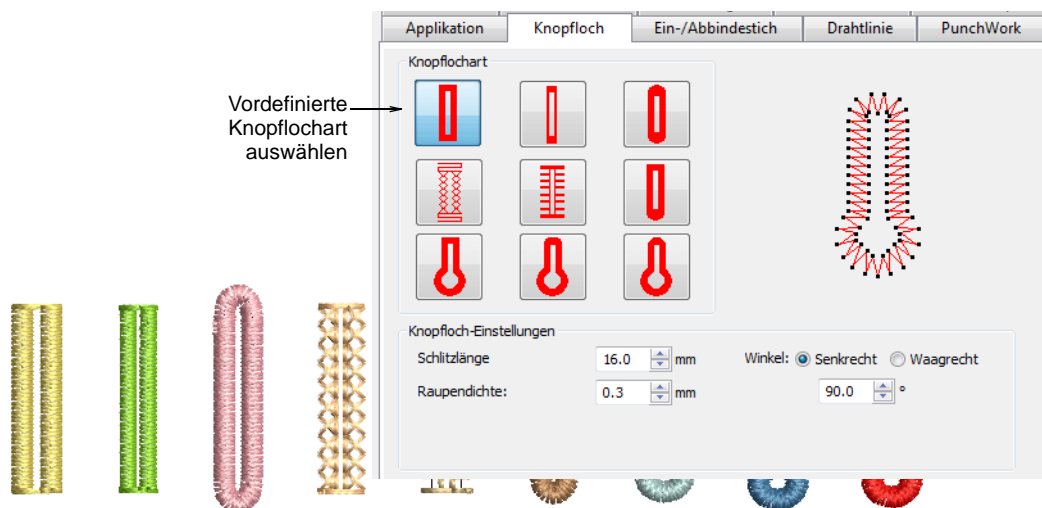 Applikation
Knopfloch
Ein-/Abbindestich
Drahtlinie
PunchWork
Knopflochart
Vordefinierte
Knopflochart
auswählen
Knopfloch-Einstellungen
Schlitzlänge 16.0 mm Winkel: Senkrecht Waagrecht
Raupendichte: 0.3 mm 90.0 °